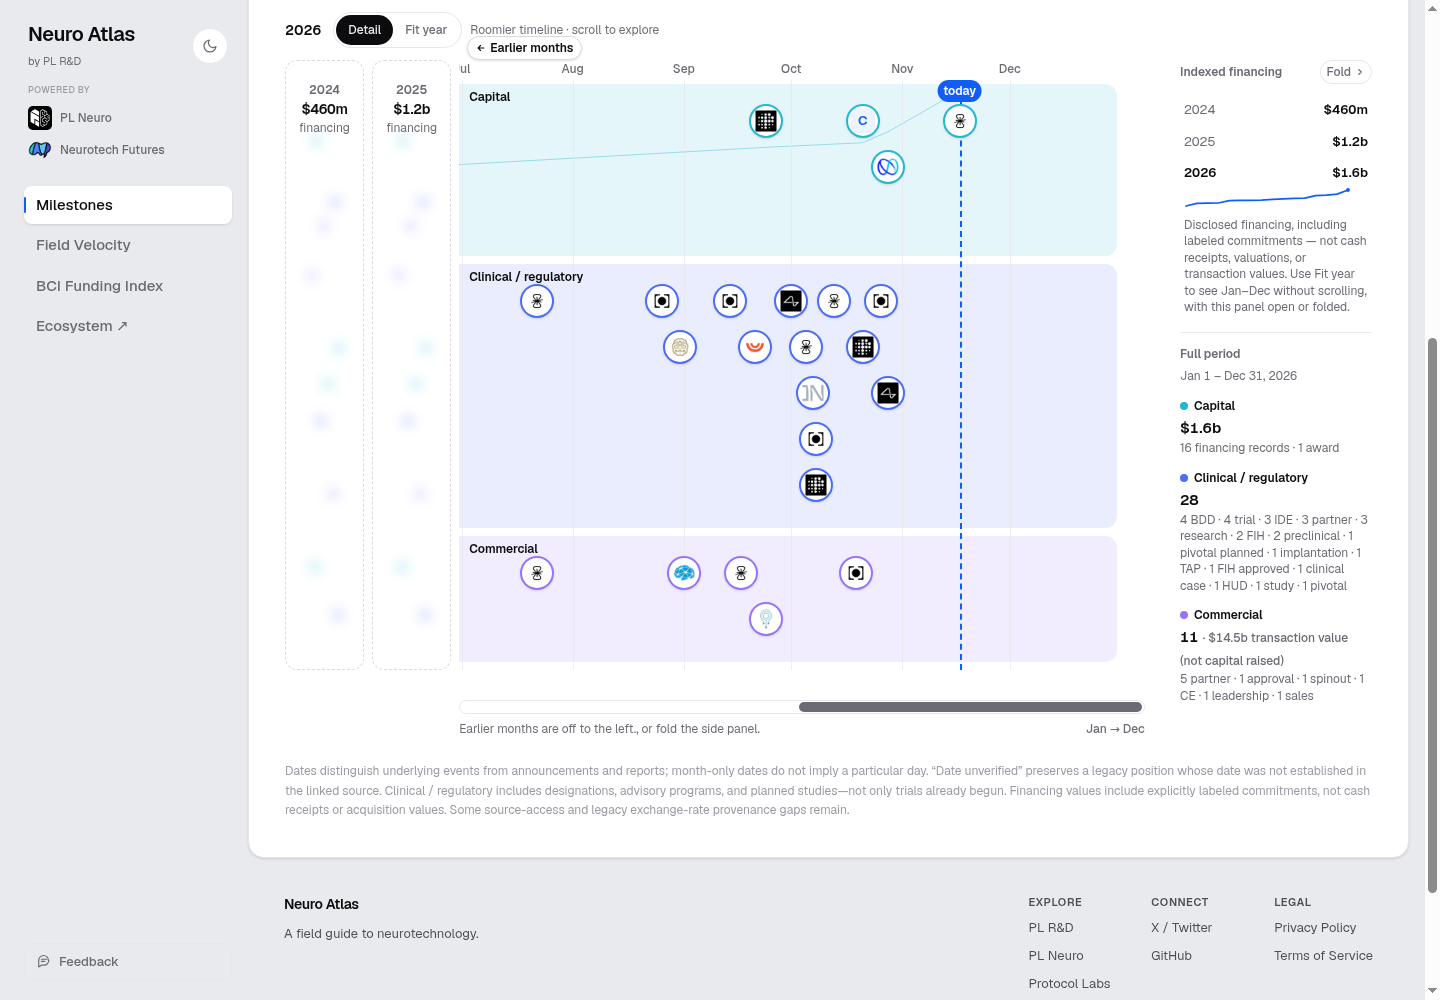 Neuro Atlas
by PL R&D
POWERED BY
PL Neuro
Neurotech Futures
Milestones
Field Velocity
BCI Funding Index
Ecosystem ↗
Feedback
2026
Detail
Fit year
Roomier timeline · scroll to explore
← Earlier months
2024
$460m
financing
2025
$1.2b
financing
ul
Aug
Sep
Oct
Nov
Dec
today
Capital
C
Clinical / regulatory
Commercial
Earlier months are off to the left., or fold the side panel.
Jan → Dec
Indexed financing
Fold ›
2024 $460m
2025 $1.2b
2026 $1.6b
Disclosed financing, including
labeled commitments — not cash
receipts, valuations, or
transaction values. Use Fit year
to see Jan–Dec without scrolling,
with this panel open or folded.
Full period
Jan 1 – Dec 31, 2026
Capital
$1.6b
16 financing records · 1 award
Clinical / regulatory
28
4 BDD · 4 trial · 3 IDE · 3 partner · 3
research · 2 FIH · 2 preclinical · 1
pivotal planned · 1 implantation · 1
TAP · 1 FIH approved · 1 clinical
case · 1 HUD · 1 study · 1 pivotal
Commercial
11 · $14.5b transaction value
(not capital raised)
5 partner · 1 approval · 1 spinout · 1
CE · 1 leadership · 1 sales
Dates distinguish underlying events from announcements and reports; month-only dates do not imply a particular day. “Date unverified” preserves a legacy position whose date was not established in
the linked source. Clinical / regulatory includes designations, advisory programs, and planned studies—not only trials already begun. Financing values include explicitly labeled commitments, not cash
receipts or acquisition values. Some source-access and legacy exchange-rate provenance gaps remain.
Neuro Atlas
A field guide to neurotechnology.
EXPLORE
PL R&D
PL Neuro
Protocol Labs
CONNECT
X / Twitter
GitHub
LEGAL
Privacy Policy
Terms of Service